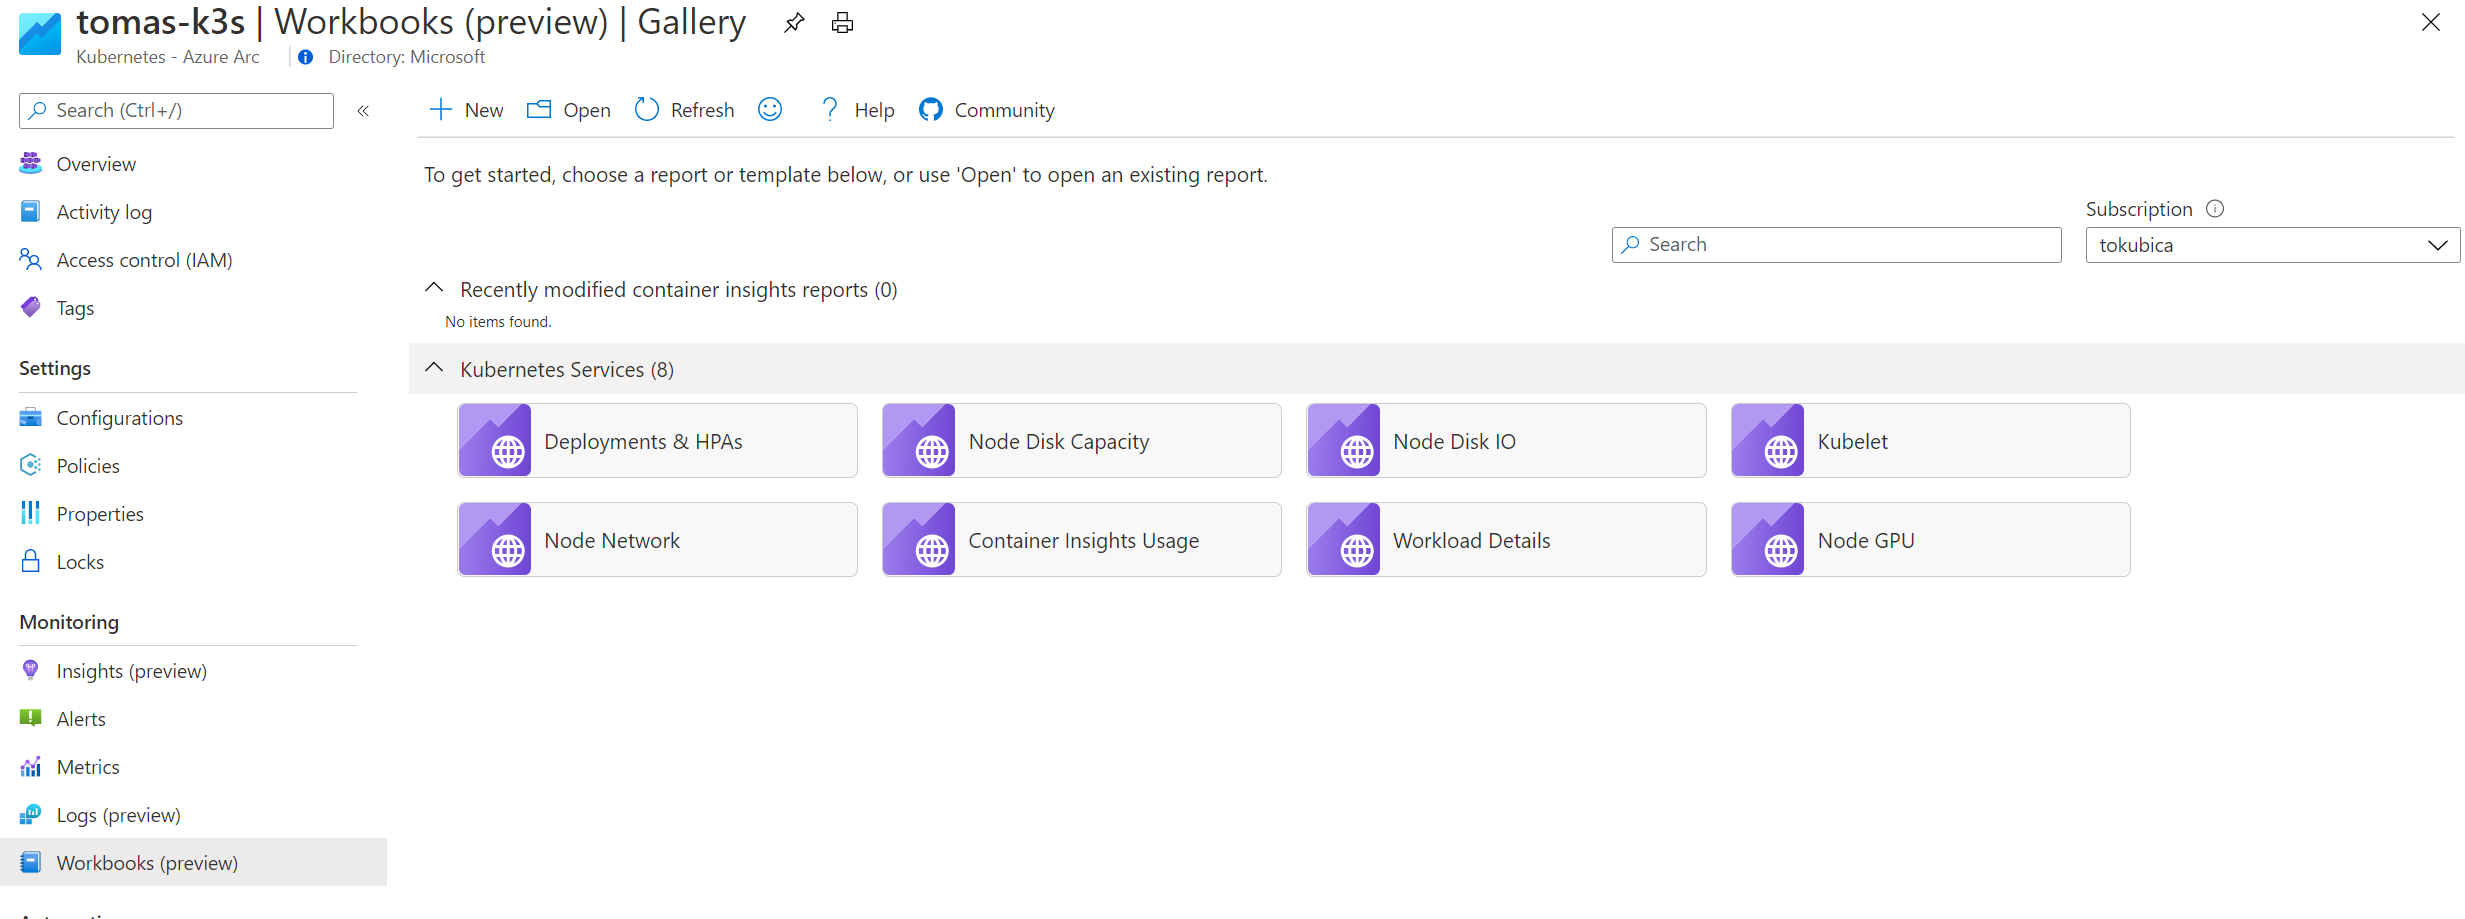 tomas-k3s | Workbooks (preview) | Gallery
Kubernetes - Azure Arc
Directory: Microsoft
Search (Ctrl+/)
«
Overview
Activity log
Access control (IAM)
Tags
Settings
Configurations
Policies
Properties
Locks
Monitoring
Insights (preview)
Alerts
Metrics
Logs (preview)
Workbooks (preview)
New
Open
Refresh
Help
Community
To get started, choose a report or template below, or use 'Open' to open an existing report.
Subscription
Search
tokubica
Recently modified container insights reports (0)
No items found.
Kubernetes Services (8)
Deployments & HPAs
Node Disk Capacity
Node Disk IO
Kubelet
Node Network
Container Insights Usage
Workload Details
Node GPU